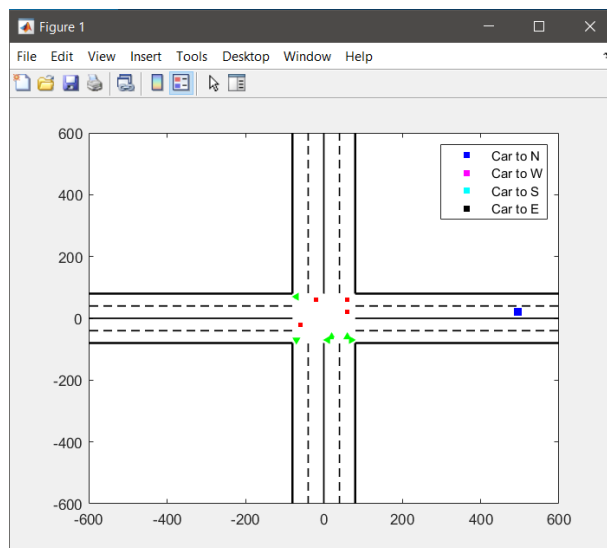 Figure 1
File Edit View Insert Tools Desktop Window Help
600
400
200
0
-200
-400
-600
-600 -400 -200 0 200 400 600
Car to N
Car to W
Car to S
Car to E